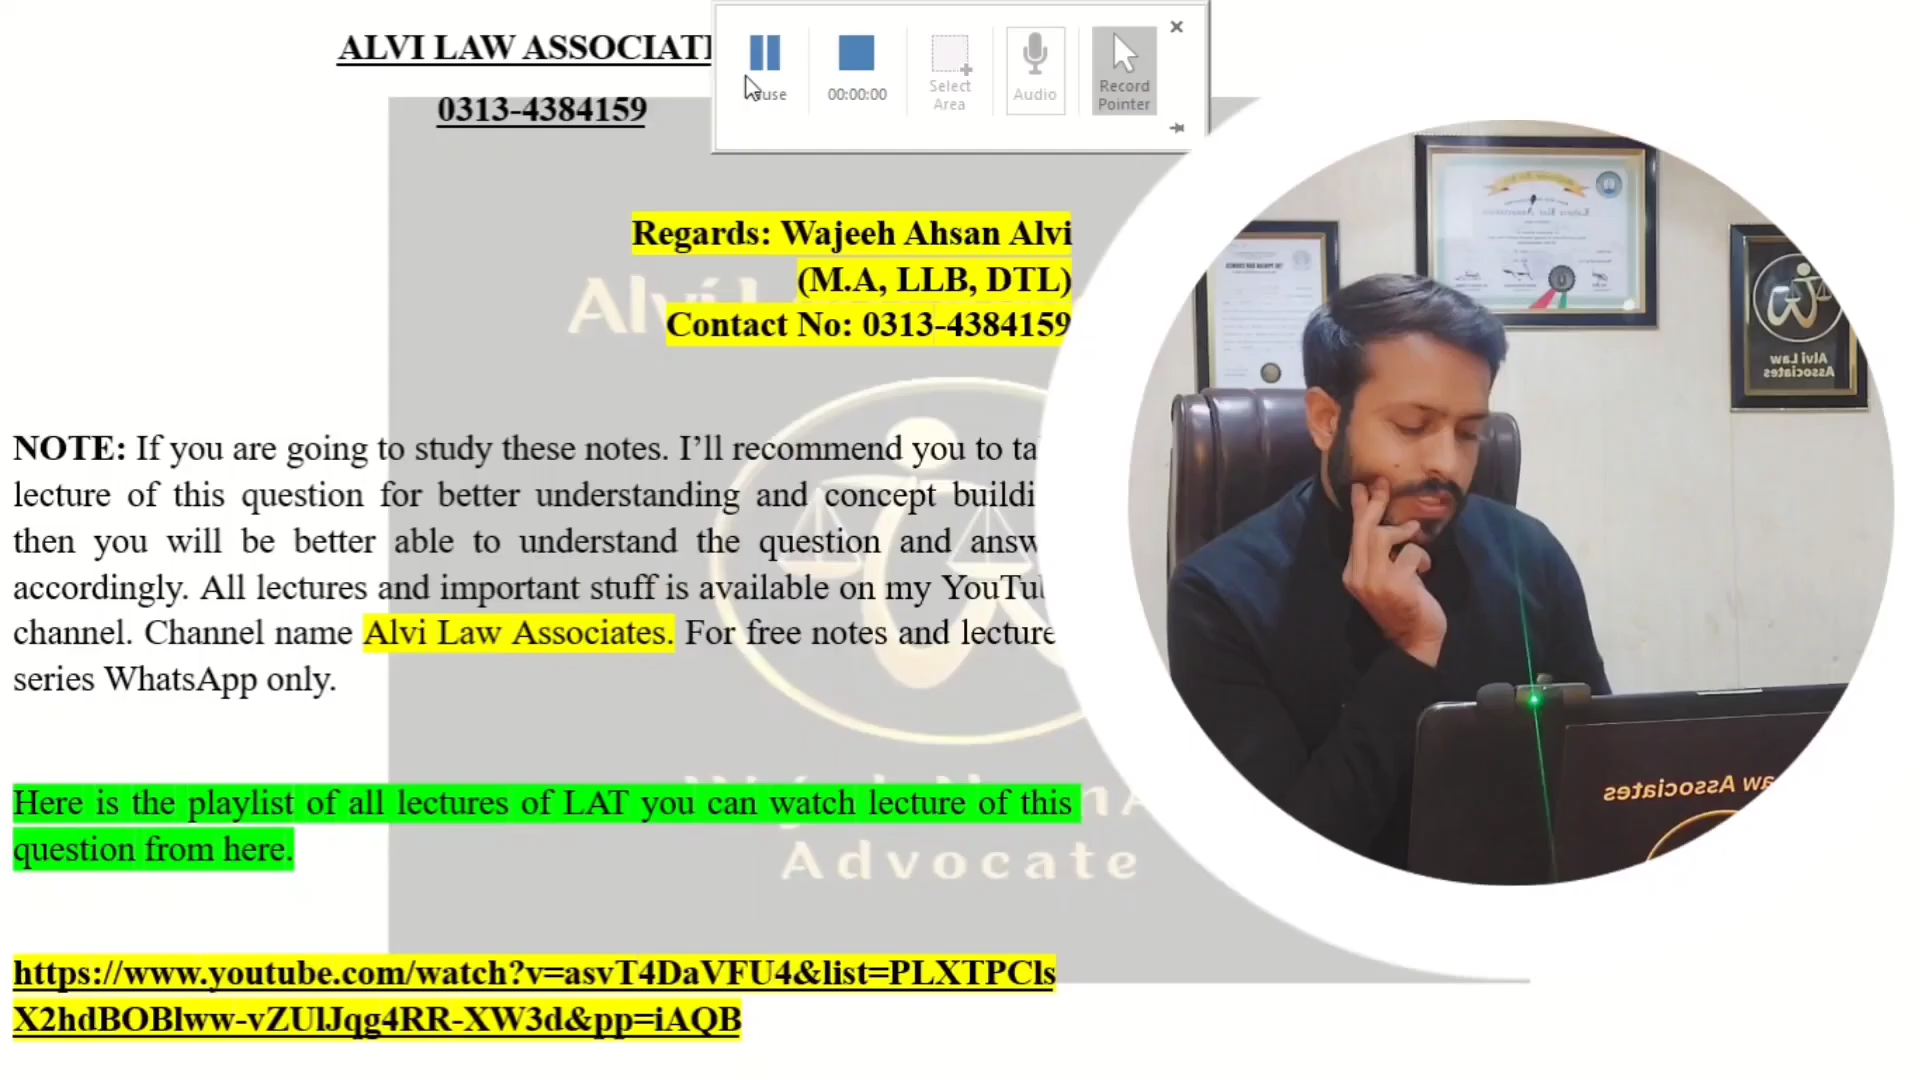 ALVI LAW ASSOCIATI
0313-4384159
use
00:00:00
Select
Area
Audio
Record
Pointer
Regards: Wajeeh Ahsan Alvi
(M.A, LLB, DTL)
Contact No: 0313-4384159
NOTE: If you are going to study these notes. I’ll recommend you to ta
lecture of this question for better understanding and concept buildi
then you will be better able to understand the question and answ
accordingly. All lectures and important stuff is available on my YouTu
channel. Channel name Alvi Law Associates. For free notes and lecture
series WhatsApp only.
Here is the playlist of all lectures of LAT you can watch lecture of this
question from here.
https://www.youtube.com/watch?v=asvT4DaVFU4&list=PLXTPCls
X2hdBOBlww-vZUlJqg4RR-XW3d&pp=iAQB
Advocate
Alvi Law
Associates
aw Associates